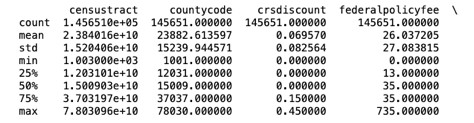 censustract countycode crsdiscount federalpolicyfee \
count 1.456510e+05 145651.000000 145651.000000 145651.000000
mean 2.384016e+10 23882.613597 0.069570 26.037205
std 1.520406e+10 15239.944571 0.082564 27.083815
min 1.003000e+03 1001.000000 0.000000 0.000000
25% 1.203101e+10 12031.000000 0.000000 13.000000
50% 1.500903e+10 15009.000000 0.000000 35.000000
75% 3.703197e+10 37037.000000 0.150000 35.000000
max 7.803096e+10 78030.000000 0.450000 735.000000